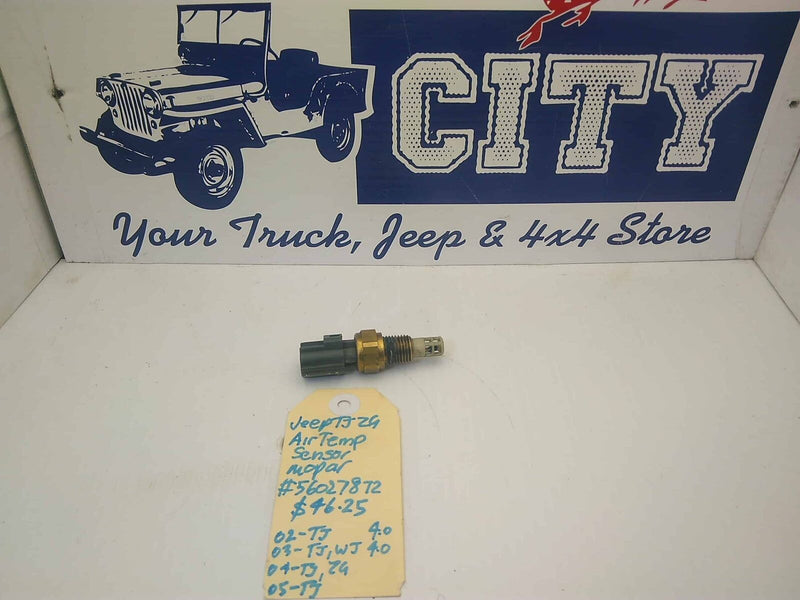 CITY
Your Truck, Jeep & 4x4 Store
Jeep TJ ZG
Air Temp
Sensor
mopar
#56027872
$46.25
02-TJ 4.0
03-TJ, WJ 4.0
04-TJ, ZG
05-TJ